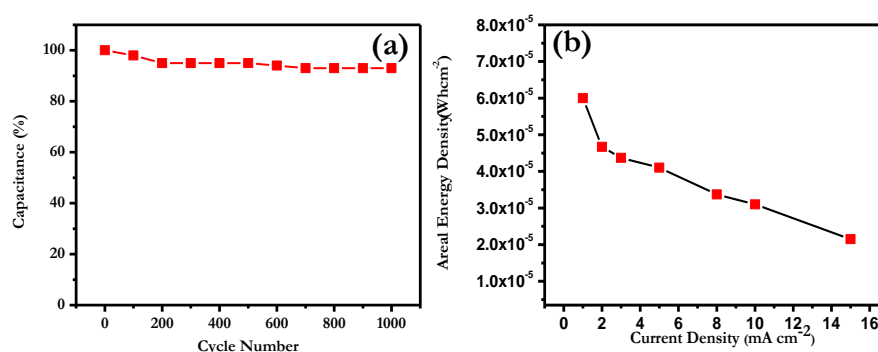 (a)
100
80
60
40
20
0
Capacitance (%)
0 200 400 600 800 1000
Cycle Number
(b)
8.0x10-5
7.0x10-5
6.0x10-5
5.0x10-5
4.0x10-5
3.0x10-5
2.0x10-5
1.0x10-5
Areal Energy Density(Whcm-2)
0 2 4 6 8 10 12 14 16
Current Density (mA cm-2)